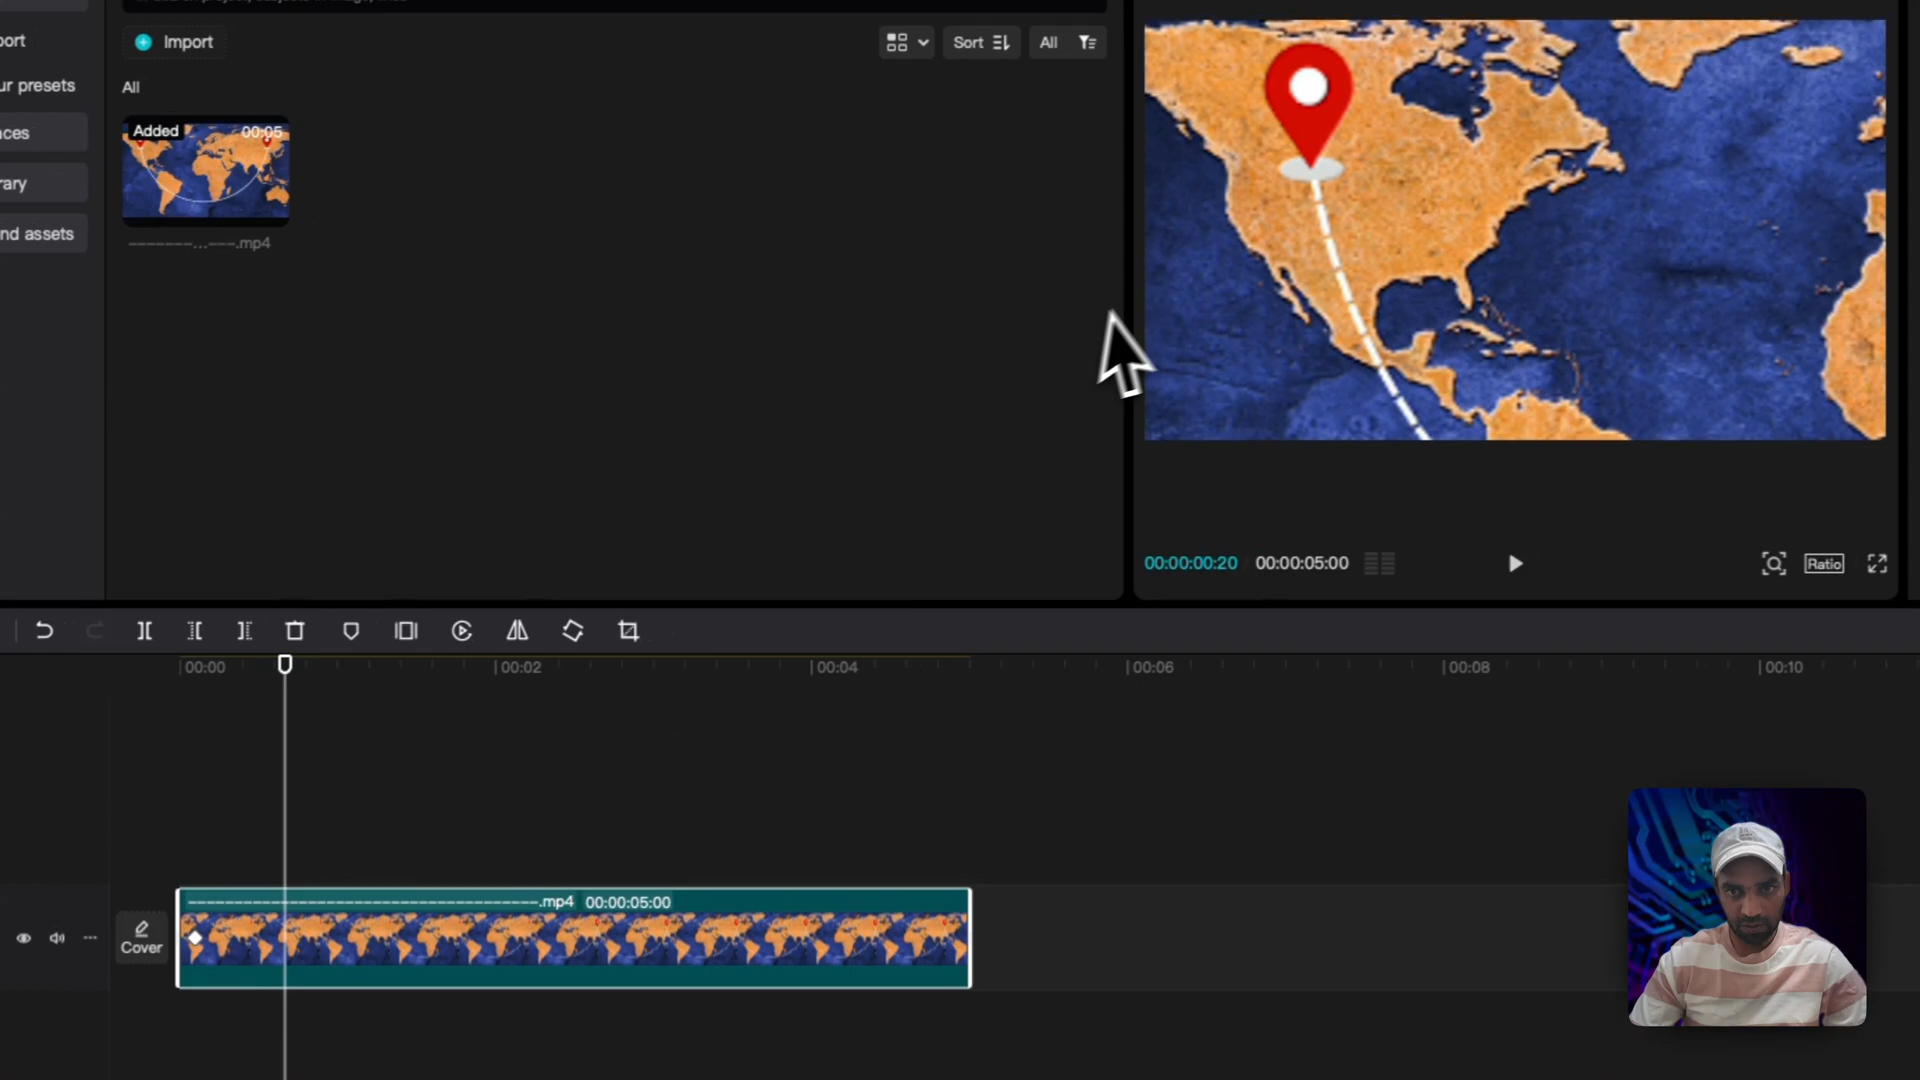 Import
Sort
All
ort
ur presets
All
Added
00:05
ces
rary
nd assets
.mp4
00:00:00:20
00:00:05:00
Ratio
00:00
00:02
00:04
00:06
00:08
00:10
.mp4 00:00:05:00
Cover